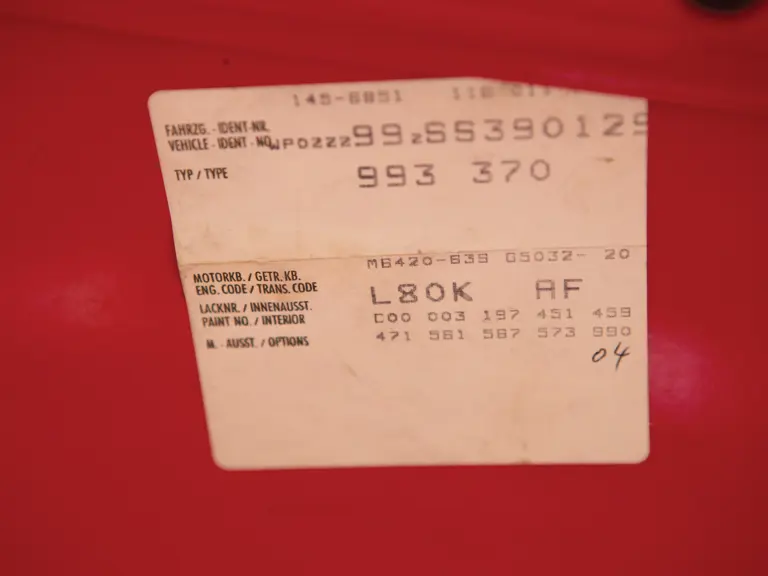 145-6851
FAHRZG.-IDENT-NR.
VEHICLE-IDENT-NO. WP0ZZZ99ZSS390129
TYP / TYPE 993 370
MOTORKB. / GETR. KB. M6420-63S G5032- 20
ENG. CODE / TRANS. CODE
LACKNR. / INNENAUSST. L80K AF
PAINT NO. / INTERIOR C00 003 197 451 459
M.-AUSST. / OPTIONS 471 561 567 573 990
04